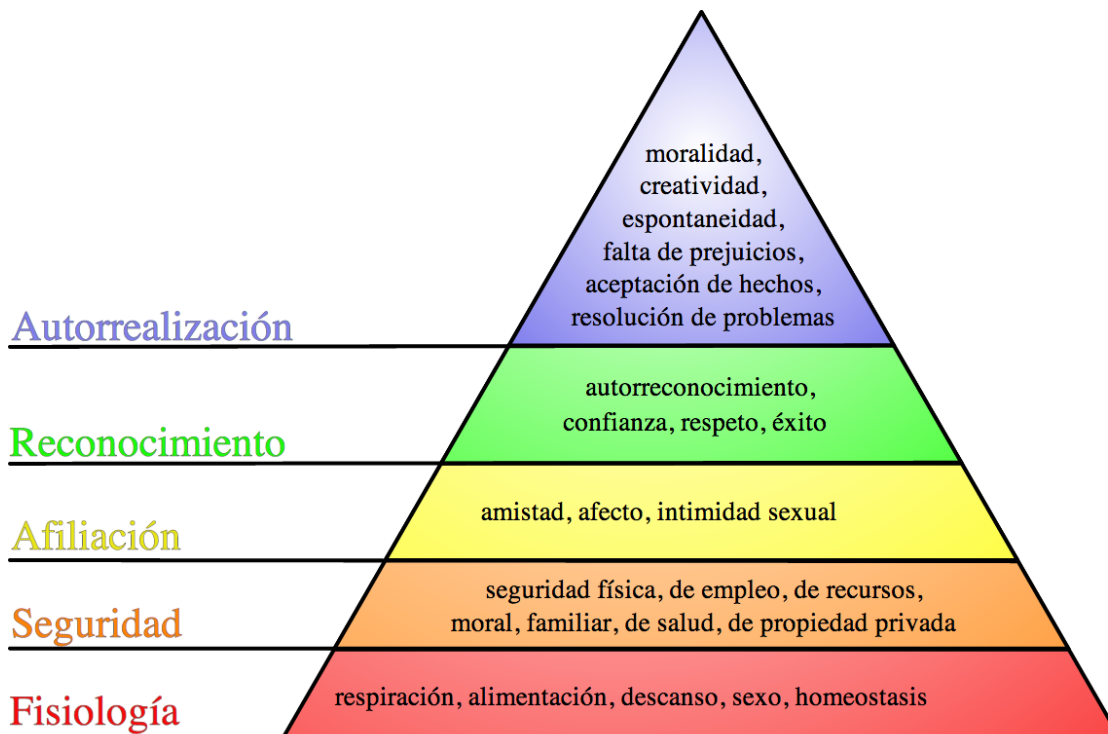 moralidad,
creatividad,
espontaneidad,
falta de prejuicios,
aceptación de hechos,
resolución de problemas
Autorrealización
autorreconocimiento,
confianza, respeto, éxito
Reconocimiento
amistad, afecto, intimidad sexual
Afiliación
seguridad física, de empleo, de recursos,
moral, familiar, de salud, de propiedad privada
Seguridad
respiración, alimentación, descanso, sexo, homeostasis
Fisiología